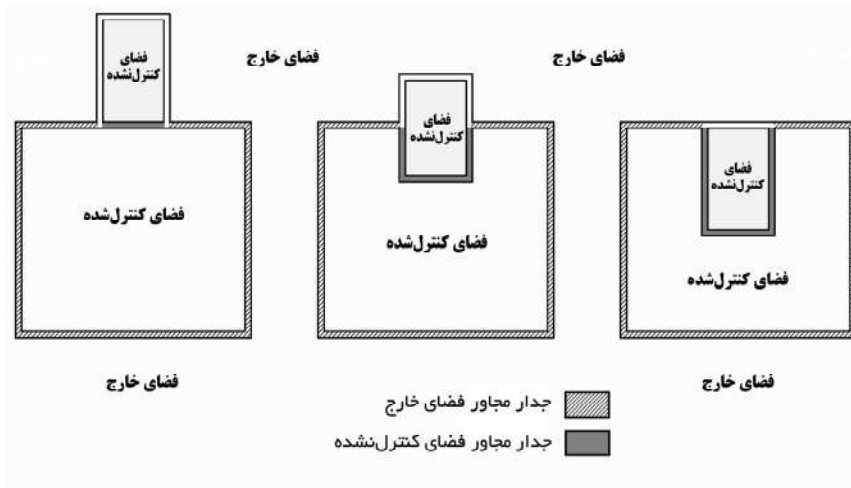 فضای
کنترل‌نشده
فضای خارج
فضای خارج
فضای
کنترل‌نشده
فضای
کنترل‌نشده
فضای کنترل‌شده
فضای کنترل‌شده
فضای کنترل‌شده
فضای خارج
فضای خارج
جدار مجاور فضای خارج
جدار مجاور فضای کنترل‌نشده